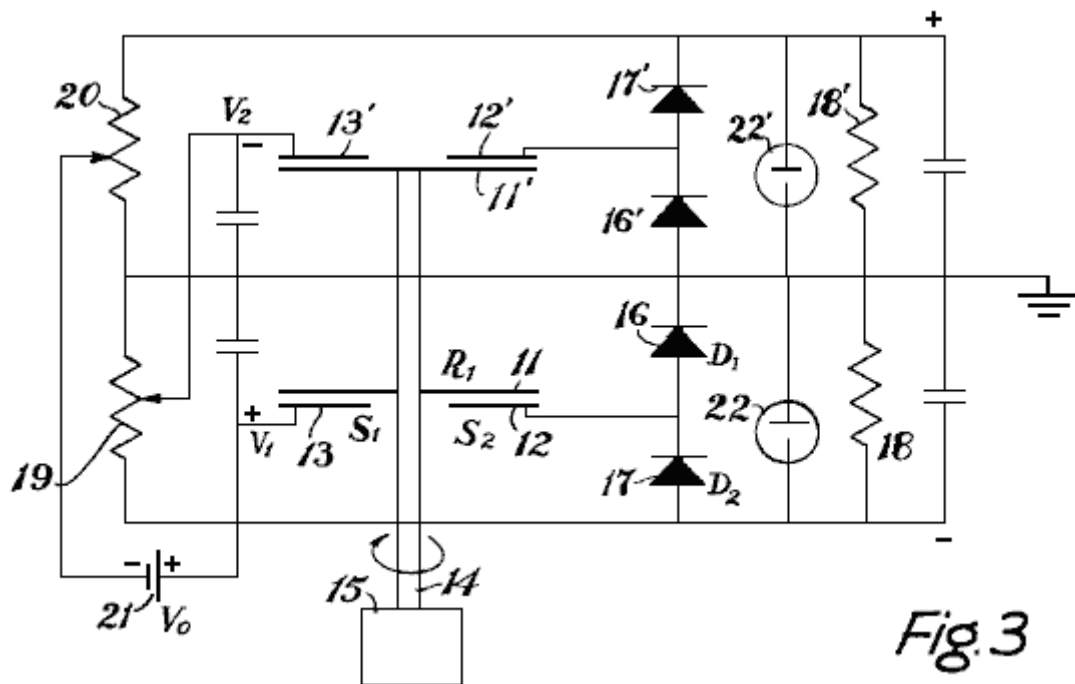 +
20
V₂
-
13'
12'
11'
17'
16'
22'
18'
16
D₁
R₁
11
+
V₁
13
S₁
S₂
12
17
D₂
22
18
19
-
- +
21
V₀
15
14
Fig. 3